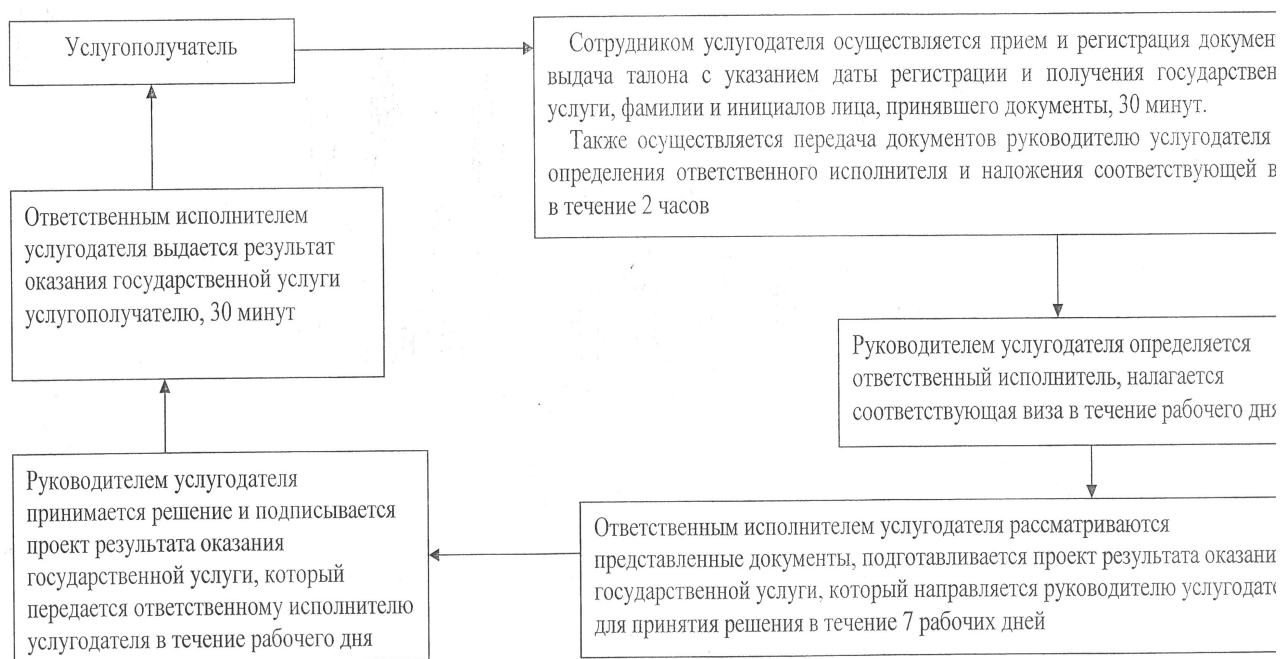 Услугополучатель
Сотрудником услугодателя осуществляется прием и регистрация
выдача талона с указанием даты регистрации и получения
услуги, фамилии и инициалов лица, принявшего документы, 30 минут.
Также осуществляется передача документов руководителю услугодателя
определения ответственного исполнителя и наложения соответствующей
в течение 2 часов
Руководителем услугодателя определяется
ответственный исполнитель, налагается
соответствующая виза в течение рабочего дня
Ответственным исполнителем услугодателя рассматриваются
представленные документы, подготавливается проект результата
государственной услуги, который направляется руководителю
для принятия решения в течение 7 рабочих дней
Руководителем услугодателя
принимается решение и подписывается
проект результата оказания
государственной услуги, который
передается ответственному исполнителю
услугодателя в течение рабочего дня
Ответственным исполнителем
услугодателя выдается результат
оказания государственной услуги
услугополучателю, 30 минут